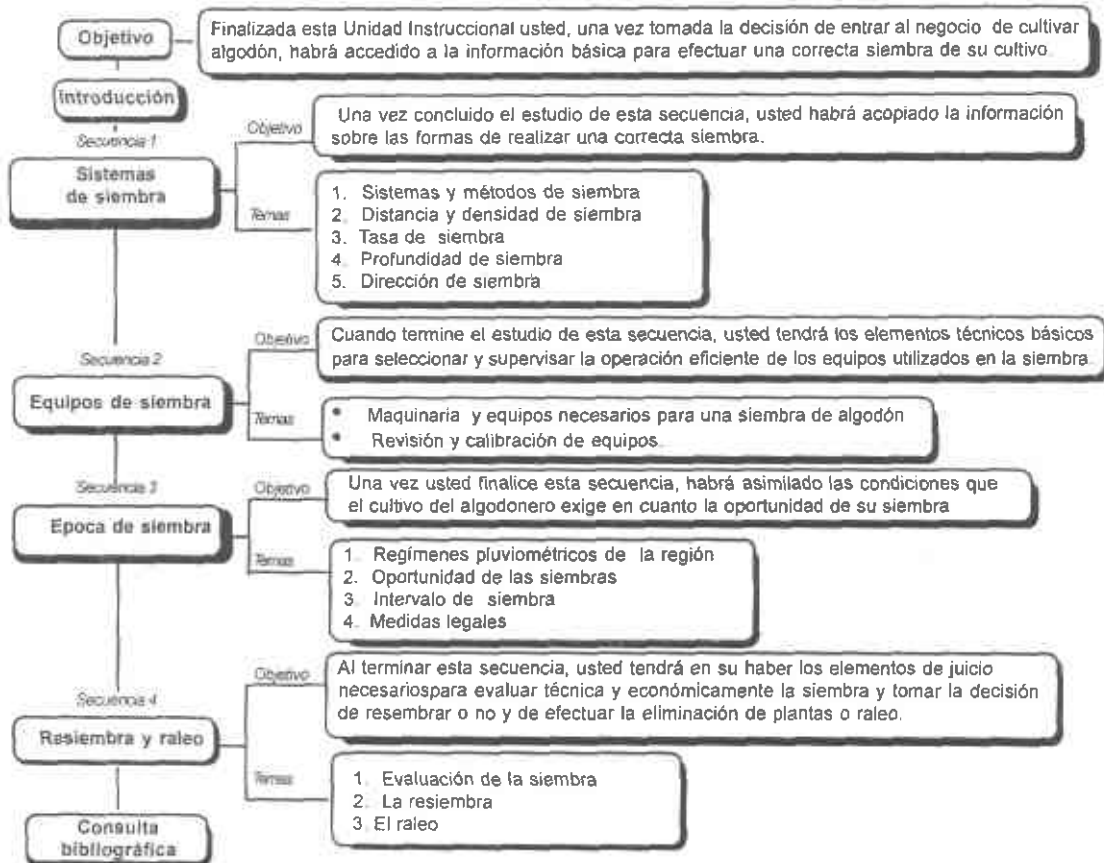 Objetivo
Finalizada esta Unidad Instruccional usted, una vez tomada la decisión de entrar al negocio de cultivar
algodón, habrá accedido a la información básica para efectuar una correcta siembra de su cultivo.
Introducción
Secuencia 1
Sistemas
de siembra
Objetivo
Una vez concluido el estudio de esta secuencia, usted habrá acopiado la información
sobre las formas de realizar una correcta siembra.
Temas
1. Sistemas y métodos de siembra
2. Distancia y densidad de siembra
3. Tasa de siembra
4. Profundidad de siembra
5. Dirección de siembra
Secuencia 2
Equipos de siembra
Objetivo
Cuando termine el estudio de esta secuencia, usted tendrá los elementos técnicos básicos
para seleccionar y supervisar la operación eficiente de los equipos utilizados en la siembra.
Temas
• Maquinaria y equipos necesarios para una siembra de algodón
• Revisión y calibración de equipos.
Secuencia 3
Epoca de siembra
Objetivo
Una vez usted finalice esta secuencia, habrá asimilado las condiciones que
el cultivo del algodonero exige en cuanto la oportunidad de su siembra
Temas
1. Regímenes pluviométricos de la región
2. Oportunidad de las siembras
3. Intervalo de siembra
4. Medidas legales
Secuencia 4
Resiembra y raleo
Objetivo
Al terminar esta secuencia, usted tendrá en su haber los elementos de juicio
necesariospara evaluar técnica y económicamente la siembra y tomar la decisión
de resembrar o no y de efectuar la eliminación de plantas o raleo.
Temas
1. Evaluación de la siembra
2. La resiembra
3. El raleo
Consulta
bibliográfica